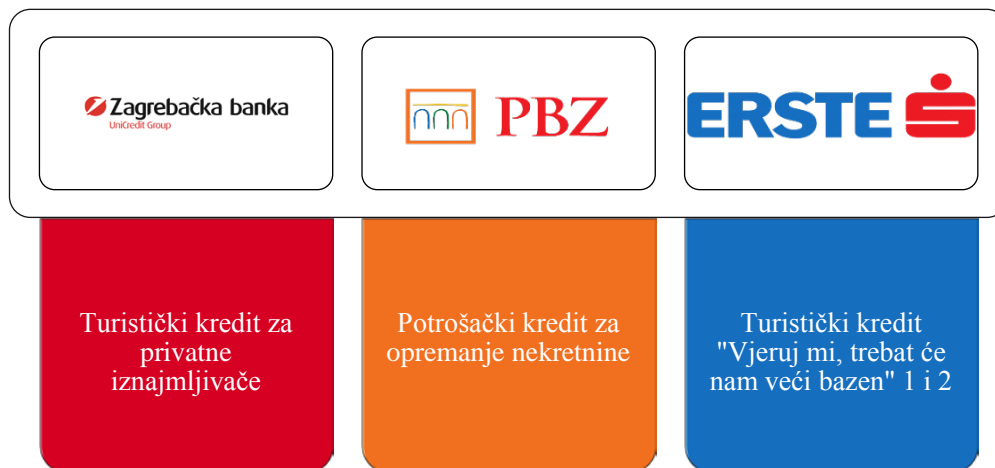 Zagrebačka banka
UniCredit Group
PBZ
ERSTE
Turistički kredit za
privatne
iznajmljivače
Potrošački kredit za
opremanje nekretnine
Turistički kredit
"Vjeruj mi, trebat će
nam veći bazen" 1 i 2